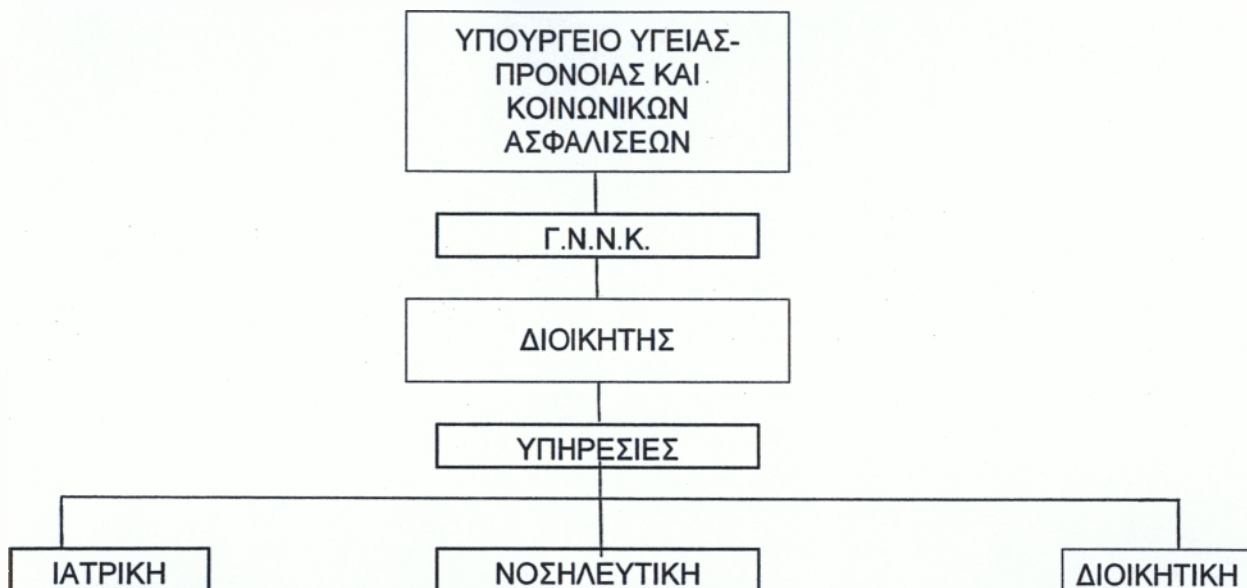 ΥΠΟΥΡΓΕΙΟ ΥΓΕΙΑΣ-
ΠΡΟΝΟΙΑΣ ΚΑΙ
ΚΟΙΝΩΝΙΚΩΝ
ΑΣΦΑΛΙΣΕΩΝ
Γ.Ν.Ν.Κ.
ΔΙΟΙΚΗΤΗΣ
ΥΠΗΡΕΣΙΕΣ
ΙΑΤΡΙΚΗ ΝΟΣΗΛΕΥΤΙΚΗ ΔΙΟΙΚΗΤΙΚΗ